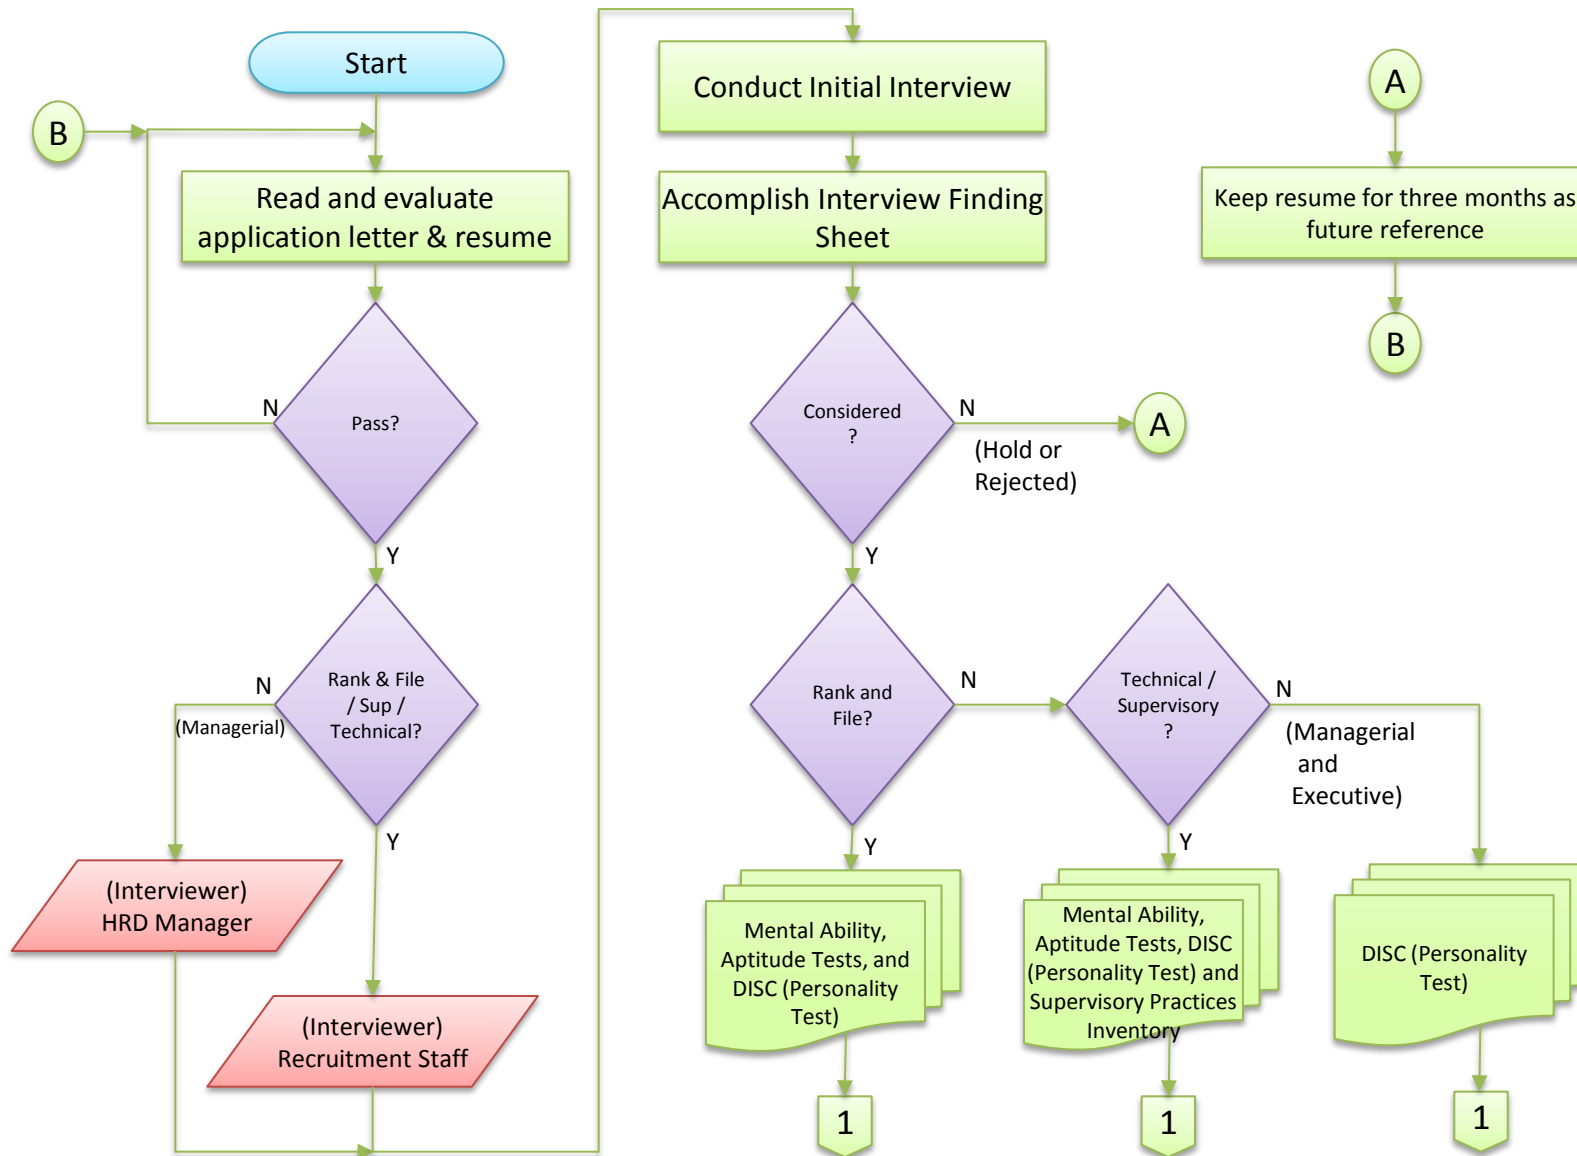 Start
B
Read and evaluate
application letter & resume
N
Pass?
Y
Rank & File
/ Sup /
Technical?
N
(Managerial)
Y
(Interviewer)
HRD Manager
(Interviewer)
Recruitment Staff
Conduct Initial Interview
Accomplish Interview Finding
Sheet
Considered
?
N
(Hold or
Rejected)
A
Y
Rank and
File?
N
Technical /
Supervisory
?
N
(Managerial
and
Executive)
Y
Y
Mental Ability,
Aptitude Tests, and
DISC (Personality
Test)
Mental Ability,
Aptitude Tests, DISC
(Personality Test) and
Supervisory Practices
Inventory
DISC (Personality
Test)
1
1
1
A
Keep resume for three months as
future reference
B